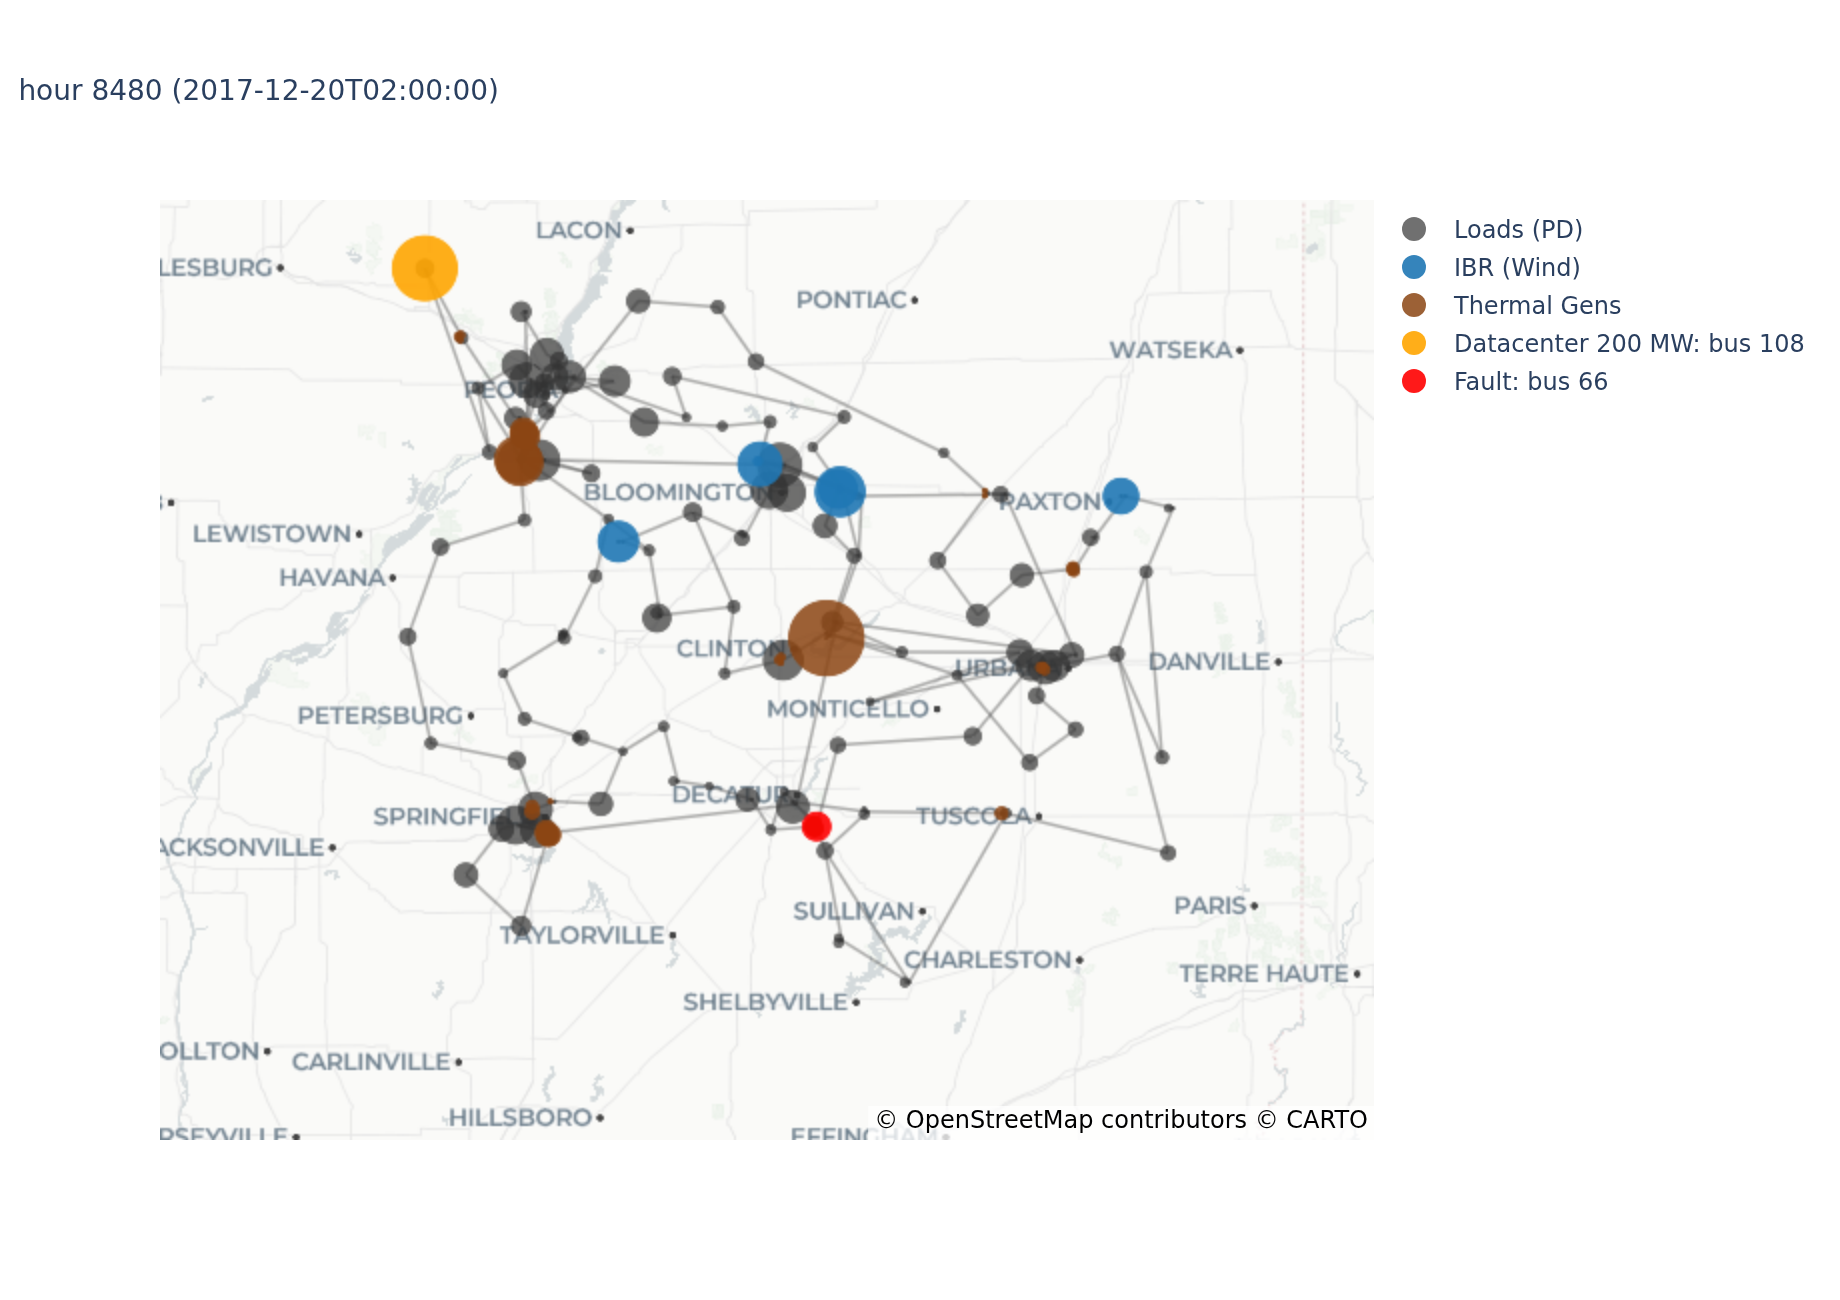 hour 8480 (2017-12-20T02:00:00)
Loads (PD)
IBR (Wind)
Thermal Gens
Datacenter 200 MW: bus 108
Fault: bus 66
LACON
LESBURG
PONTIAC
WATSEKA
BLOOMINGTON
PAXTON
LEWISTOWN
HAVANA
CLINTON
DANVILLE
PETERSBURG
MONTICELLO
DECATUR
SPRINGFI
TUSCOLA
ACKSONVILLE
SULLIVAN
PARIS
TAYLORVILLE
CHARLESTON
TERRE HAUTE
SHELBYVILLE
OLLTON
CARLINVILLE
HILLSBORO
© OpenStreetMap contributors © CARTO